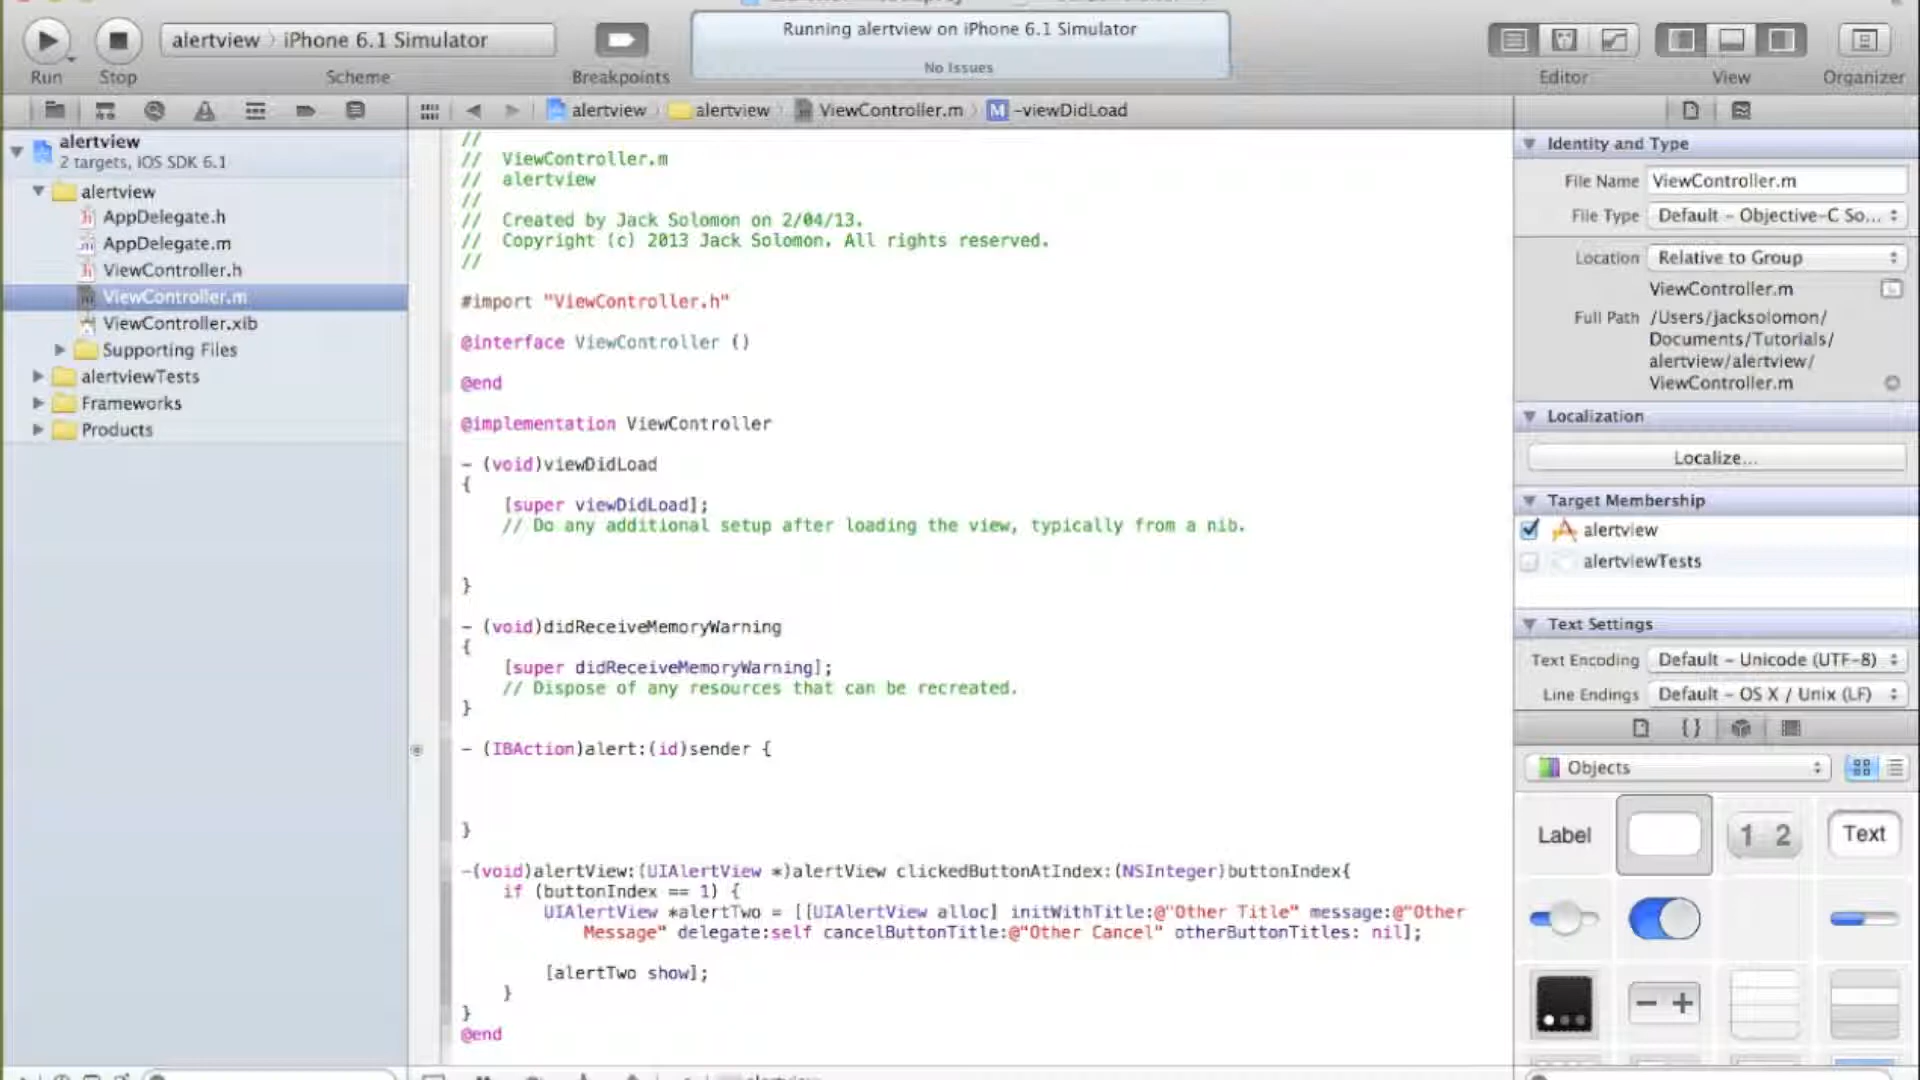 alertview › iPhone 6.1 Simulator
Running alertview on iPhone 6.1 Simulator
No Issues
Run
Stop
Scheme
Breakpoints
Editor
View
Organizer
alertview
alertview
ViewController.m
M
-viewDidLoad
alertview
2 targets, iOS SDK 6.1
alertview
AppDelegate.h
AppDelegate.m
ViewController.h
ViewController.m
ViewController.xib
Supporting Files
alertviewTests
Frameworks
Products
//
// ViewController.m
// alertview
//
// Created by Jack Solomon on 2/04/13.
// Copyright (c) 2013 Jack Solomon. All rights reserved.
//
#import "ViewController.h"
@interface ViewController ()
@end
@implementation ViewController
- (void)viewDidLoad
{
[super viewDidLoad];
// Do any additional setup after loading the view, typically from a nib.
}
- (void)didReceiveMemoryWarning
{
[super didReceiveMemoryWarning];
// Dispose of any resources that can be recreated.
}
- (IBAction)alert:(id)sender {
}
-(void)alertView:(UIAlertView *)alertView clickedButtonAtIndex:(NSInteger)buttonIndex{
if (buttonIndex == 1) {
UIAlertView *alertTwo = [[UIAlertView alloc] initWithTitle:@"Other Title" message:@"Other
Message" delegate:self cancelButtonTitle:@"Other Cancel" otherButtonTitles: nil];
[alertTwo show];
}
}
@end
Identity and Type
File Name ViewController.m
File Type Default - Objective-C So...
Location Relative to Group
ViewController.m
Full Path /Users/jacksolomon/
Documents/Tutorials/
alertview/alertview/
ViewController.m
Localization
Localize...
Target Membership
alertview
alertviewTests
Text Settings
Text Encoding Default - Unicode (UTF-8)
Line Endings Default - OS X / Unix (LF)
{ }
Objects
Label
1 2
Text